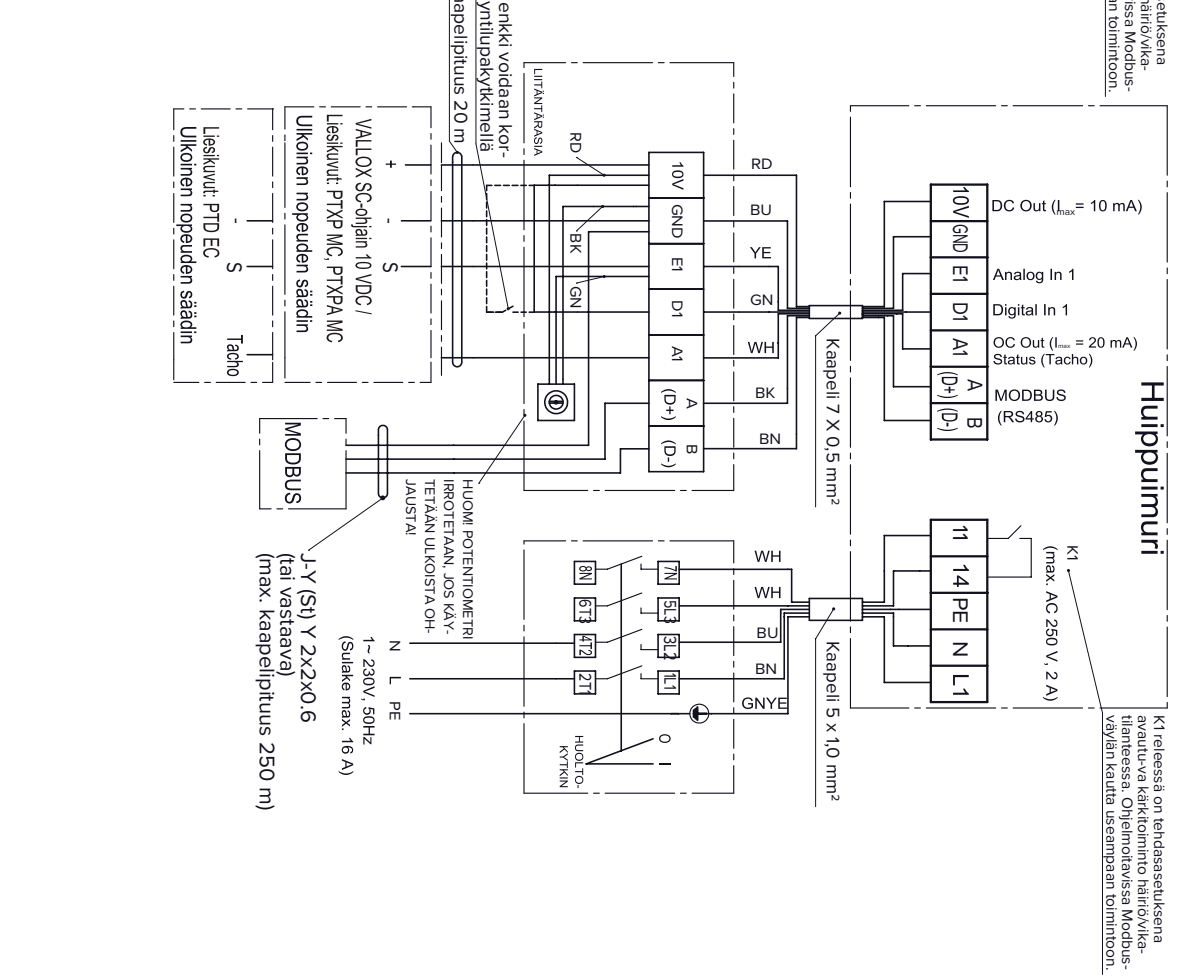 etuksena
häiriö/vika-
issa Modbus-
an toimintoon.
Huippuimuri
10V
GND
E1
D1
A1
A
(D+)
B
(D-)
DC Out (Imax= 10 mA)
Analog In 1
Digital In 1
OC Out (Imax = 20 mA)
Status (Tacho)
MODBUS
(RS485)
11
14
PE
N
L1
K1
(max. AC 250 V, 2 A)
K1 releessä on tehdasasetuksena
avautu-va kärkitoiminto häiriö/vika-
tilanteessa. Ohjelmoitavissa Modbus-
väylän kautta useampaan toimintoon.
Kaapeli 7 X 0,5 mm²
Kaapeli 5 x 1,0 mm²
RD
BU
YE
GN
WH
BK
BN
WH
WH
BU
BN
GNYE
LIITÄNTÄRASIA
10V
GND
E1
D1
A1
A
(D+)
B
(D-)
RD
BK
GN
7N
5L3
3L2
1L1
8N
6T3
4T2
2T1
O
I
HUOLTO-
KYTKIN
enkki voidaan kor-
yntilupakytkimellä
aapelipituus 20 m
HUOM! POTENTIOMETRI
IRROTETAAN, JOS KÄY-
TETÄÄN ULKOISTA OH-
JAUSTA!
+
-
S
VALLOX SC-ohjain 10 VDC /
Liesikuvut: PTXP MC, PTXPA MC
Ulkoinen nopeuden säädin
-
S
Tacho
Liesikuvut: PTD EC
Ulkoinen nopeuden säädin
MODBUS
J-Y (St) Y 2x2x0.6
(tai vastaava)
(max. kaapelipituus 250 m)
N
L
PE
1~ 230V, 50Hz
(Sulake max. 16 A)